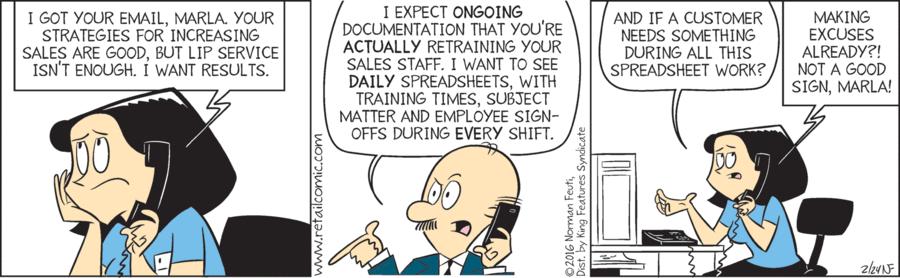 I GOT YOUR EMAIL, MARLA. YOUR
STRATEGIES FOR INCREASING
SALES ARE GOOD, BUT LIP SERVICE
ISN'T ENOUGH. I WANT RESULTS.
www.retailcomic.com
I EXPECT ONGOING
DOCUMENTATION THAT YOU'RE
ACTUALLY RETRAINING YOUR
SALES STAFF. I WANT TO SEE
DAILY SPREADSHEETS, WITH
TRAINING TIMES, SUBJECT
MATTER AND EMPLOYEE SIGN-
OFFS DURING EVERY SHIFT.
©2016 Norman Feuti,
Dist. by King Features Syndicate
AND IF A CUSTOMER
NEEDS SOMETHING
DURING ALL THIS
SPREADSHEET WORK?
MAKING
EXCUSES
ALREADY?!
NOT A GOOD
SIGN, MARLA!
2/24 NF